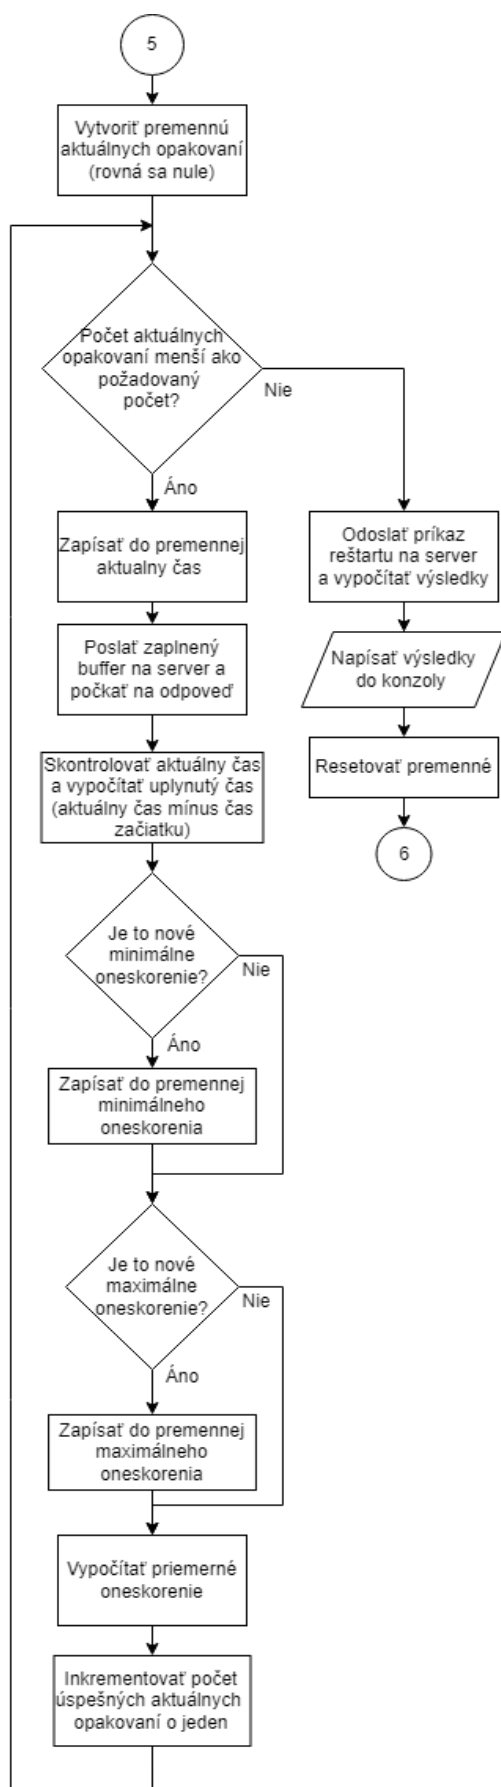 5
Vytvoriť premennú
aktuálnych opakovaní
(rovná sa nule)
Počet aktuálnych
opakovaní menší ako
požadovaný
počet?
Nie
Áno
Zapísať do premennej
aktualny čas
Poslať zaplnený
buffer na server a
počkať na odpoveď
Skontrolovať aktuálny čas
a vypočítať uplynutý čas
(aktuálny čas mínus čas
začiatku)
Je to nové
minimálne
oneskorenie?
Nie
Áno
Zapísať do premennej
minimálneho
oneskorenia
Je to nové
maximálne
oneskorenie?
Nie
Áno
Zapísať do premennej
maximálneho
oneskorenia
Vypočítať priemerné
oneskorenie
Inkrementovať počet
úspešných aktuálnych
opakovaní o jeden
Odoslať príkaz
reštartu na server
a vypočítať výsledky
Napísať výsledky
do konzoly
Resetovať premenné
6